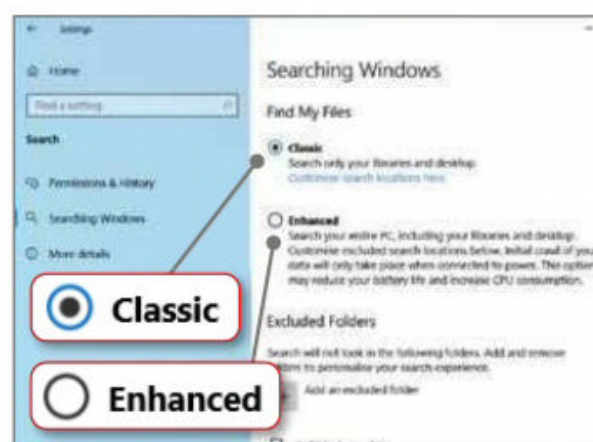 Settings
Home
Find a setting
Search
Permissions & History
Searching Windows
More details
Searching Windows
Find My Files
Classic
Search only your libraries and desktop.
Customise search locations here
Enhanced
Search your entire PC, including your libraries and desktop.
Customise excluded search locations below. Initial crawl of your
data will only take place when connected to power. This option
may reduce your battery life and increase CPU consumption.
Excluded Folders
Search will not look in the following folders. Add and remove
to personalise your search experience.
Add an excluded folder
Classic
Enhanced